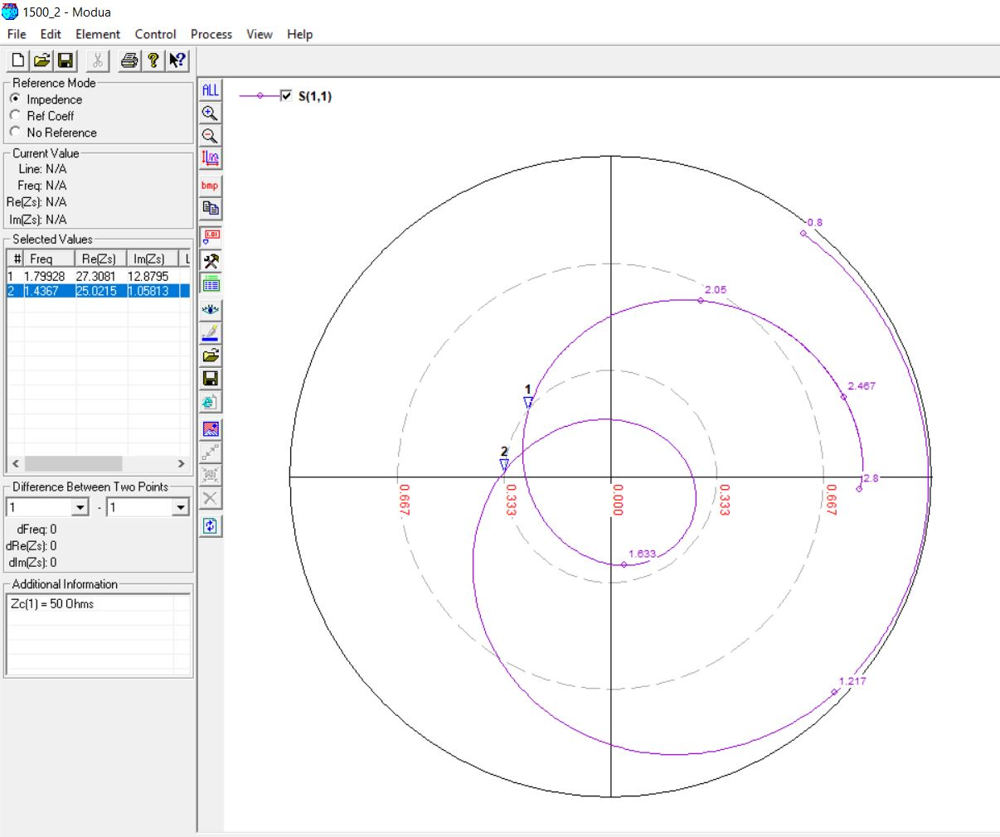 1500_2 - Modua
File Edit Element Control Process View Help
Reference Mode
Impedence
Ref Coeff
No Reference
Current Value
Line: N/A
Freq: N/A
Re(Zs): N/A
Im(Zs): N/A
Selected Values
# Freq Re(Zs) Im(Zs) L
1 1.79928 27.3081 12.8795
2 1.4367 25.0215 1.05813
Difference Between Two Points
1 - 1
dFreq: 0
dRe(Zs): 0
dIm(Zs): 0
Additional Information
Zc(1) = 50 Ohms
ALL
bmp
1.01
S(1,1)
0.8
2.05
2.467
1
2
2.8
0.667
0.333
0.000
0.333
0.667
1.633
1.217